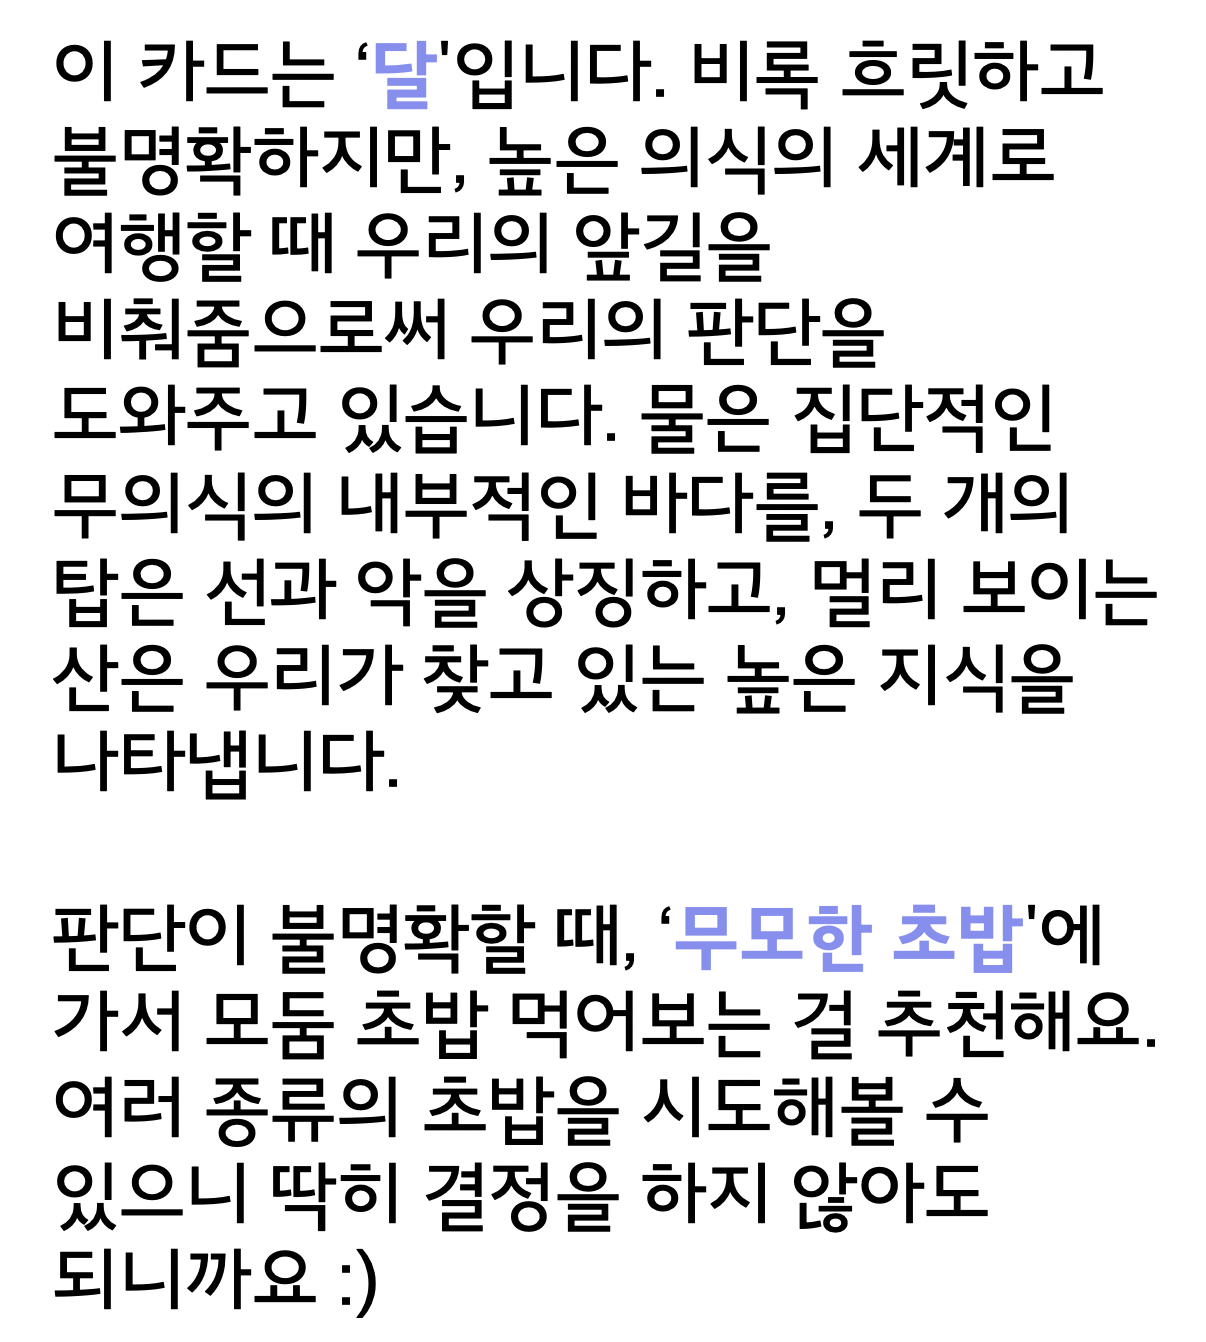 이 카드는 ‘달'입니다. 비록 흐릿하고
불명확하지만, 높은 의식의 세계로
여행할 때 우리의 앞길을
비춰줌으로써 우리의 판단을
도와주고 있습니다. 물은 집단적인
무의식의 내부적인 바다를, 두 개의
탑은 선과 악을 상징하고, 멀리 보이는
산은 우리가 찾고 있는 높은 지식을
나타냅니다.
판단이 불명확할 때, ‘무모한 초밥'에
가서 모둠 초밥 먹어보는 걸 추천해요.
여러 종류의 초밥을 시도해볼 수
있으니 딱히 결정을 하지 않아도
되니까요 :)